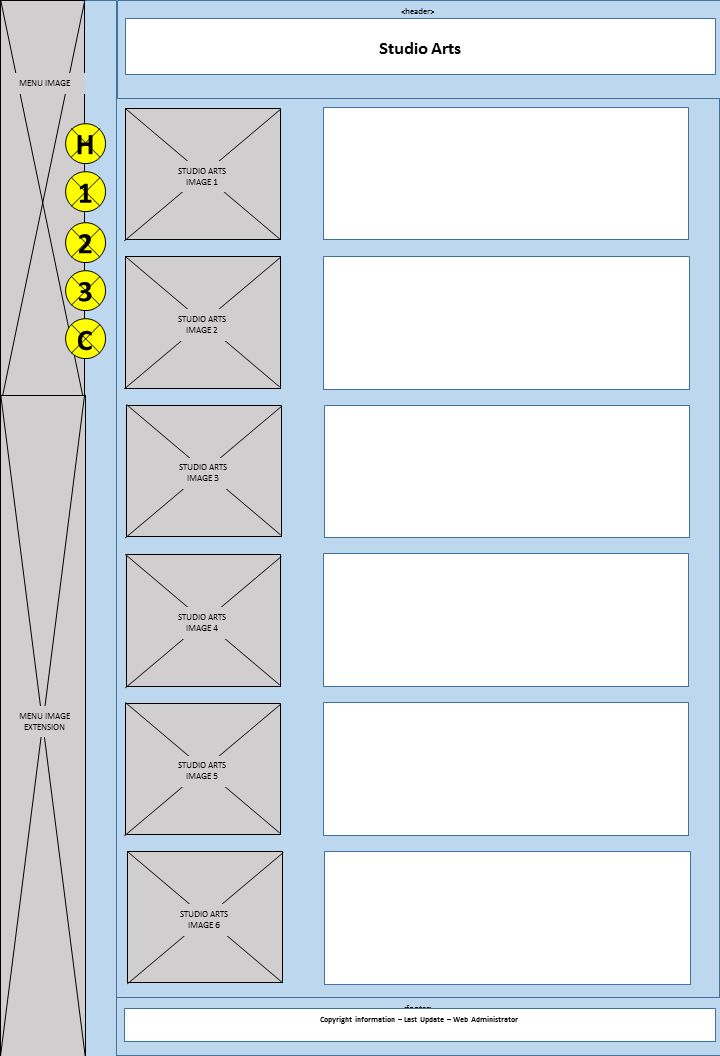 <header>
Studio Arts
MENU IMAGE
H
1
2
3
C
STUDIO ARTS
IMAGE 1
STUDIO ARTS
IMAGE 2
STUDIO ARTS
IMAGE 3
STUDIO ARTS
IMAGE 4
STUDIO ARTS
IMAGE 5
STUDIO ARTS
IMAGE 6
MENU IMAGE
EXTENSION
Copyright information – Last Update – Web Administrator